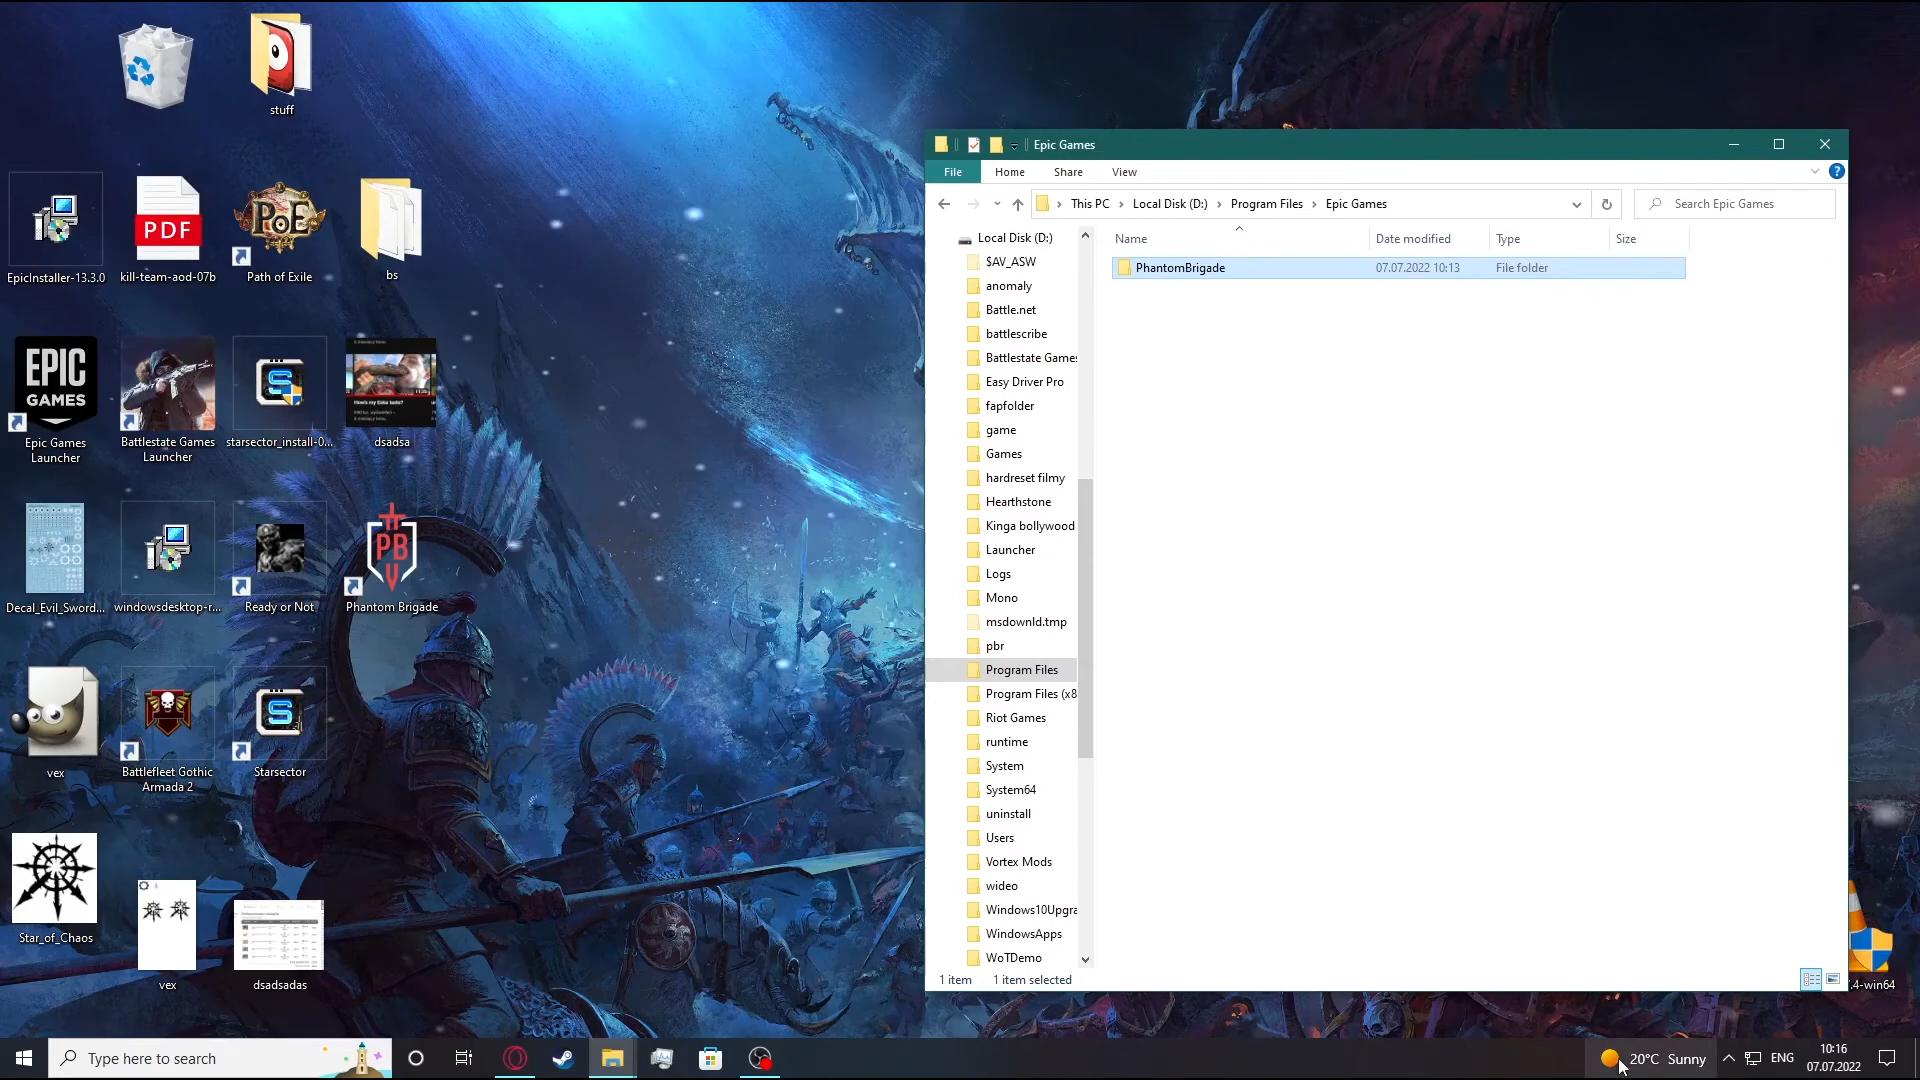 stuff
EpicInstaller-13.3.0
PDF
kill-team-aod-07b
PoE
Path of Exile
bs
EPIC
GAMES
Epic Games
Launcher
Battlestate Games
Launcher
S
starsector_install-0...
dsadsa
Decal_Evil_Sword...
windowsdesktop-r...
Ready or Not
PB
Phantom Brigade
vex
Battlefleet Gothic
Armada 2
S
Starsector
Star_of_Chaos
vex
dsadsadas
Epic Games
File
Home
Share
View
This PC
Local Disk (D:)
Program Files
Epic Games
Search Epic Games
Local Disk (D:)
$AV_ASW
anomaly
Battle.net
battlescribe
Battlestate Games
Easy Driver Pro
fapfolder
game
Games
hardreset filmy
Hearthstone
Kinga bollywood
Launcher
Logs
Mono
msdownld.tmp
pbr
Program Files
Program Files (x8
Riot Games
runtime
System
System64
uninstall
Users
Vortex Mods
wideo
Windows10Upgra
WindowsApps
WoTDemo
Name
Date modified
Type
Size
PhantomBrigade
07.07.2022 10:13
File folder
1 item
1 item selected
.4-win64
Type here to search
20°C Sunny
ENG
10:16
07.07.2022